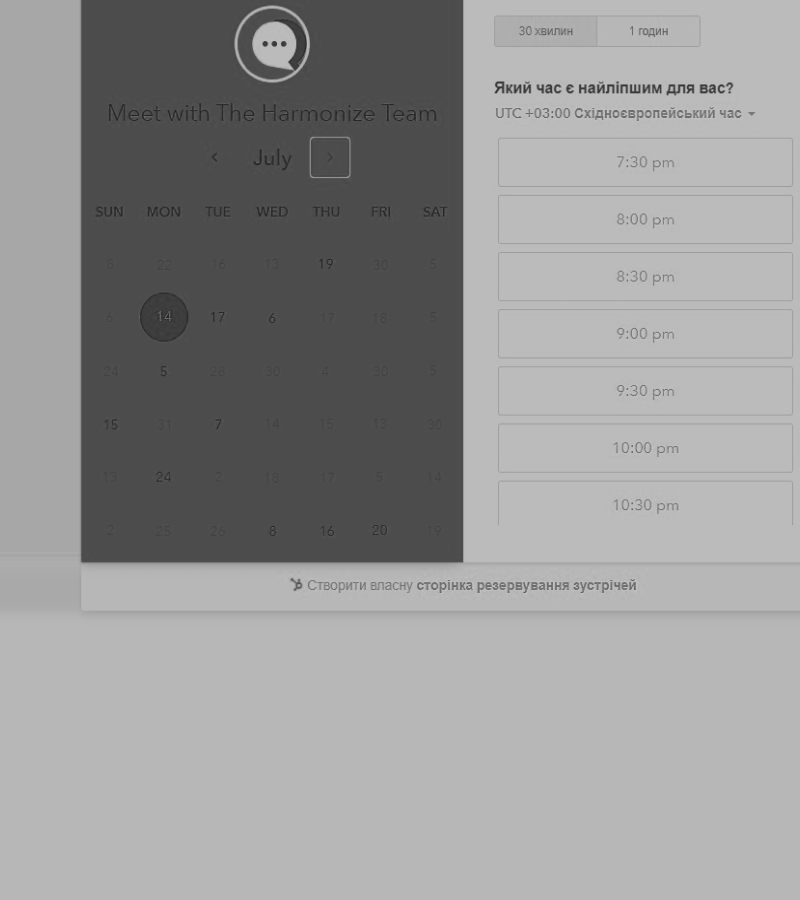 Meet with The Harmonize Team
July
SUN MON TUE WED THU FRI SAT
8 22 16 13 19 30 5
6 14 17 6 17 18 5
24 5 28 30 4 30 5
15 31 7 14 15 13 30
13 24 2 18 17 5 14
2 25 26 8 16 20 19
30 хвилин 1 годин
Який час є найліпшим для вас?
UTC +03:00 Східноєвропейський час
7:30 pm
8:00 pm
8:30 pm
9:00 pm
9:30 pm
10:00 pm
10:30 pm
Створити власну сторінка резервування зустрічей